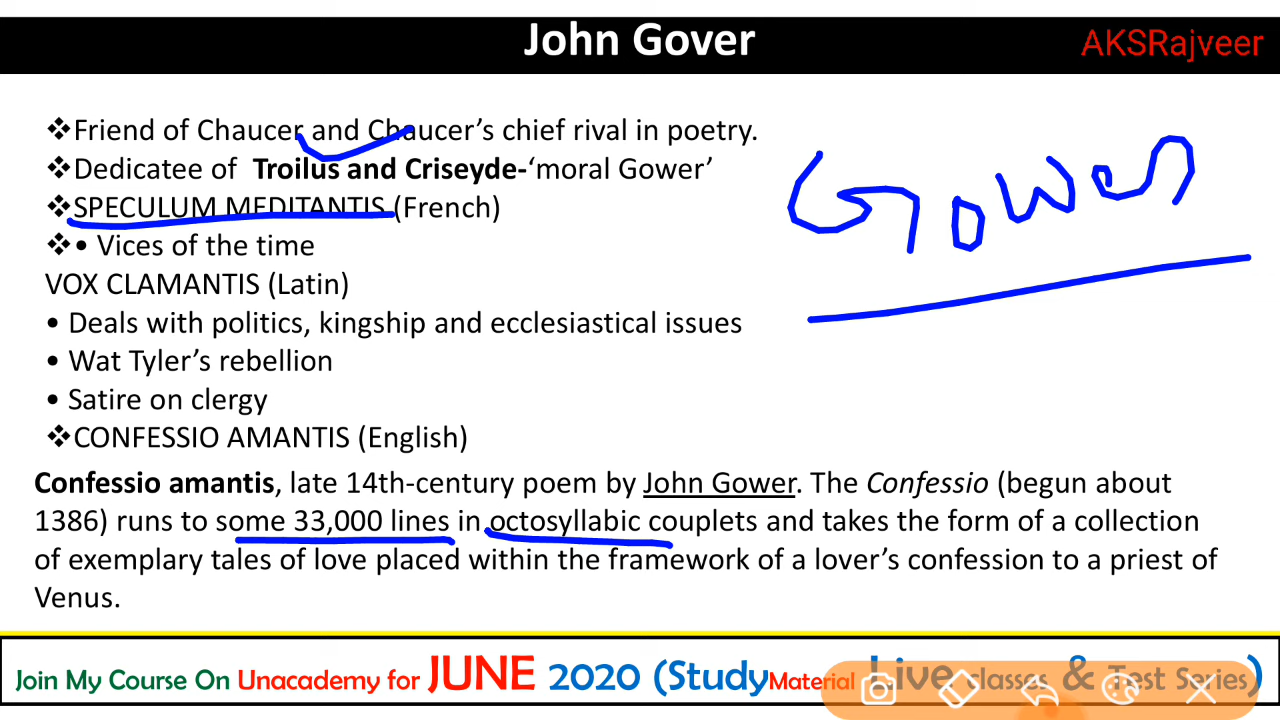 John Gover
AKSRajveer
❖Friend of Chaucer and Chaucer’s chief rival in poetry.
❖Dedicatee of Troilus and Criseyde-‘moral Gower’
❖SPECULUM MEDITANTIS (French)
❖• Vices of the time
VOX CLAMANTIS (Latin)
• Deals with politics, kingship and ecclesiastical issues
• Wat Tyler’s rebellion
• Satire on clergy
❖CONFESSIO AMANTIS (English)
Confessio amantis, late 14th-century poem by John Gower. The Confessio (begun about
1386) runs to some 33,000 lines in octosyllabic couplets and takes the form of a collection
of exemplary tales of love placed within the framework of a lover’s confession to a priest of
Venus.
Gower
Join My Course On Unacademy for JUNE 2020 (Study Material Live classes & Test Series)